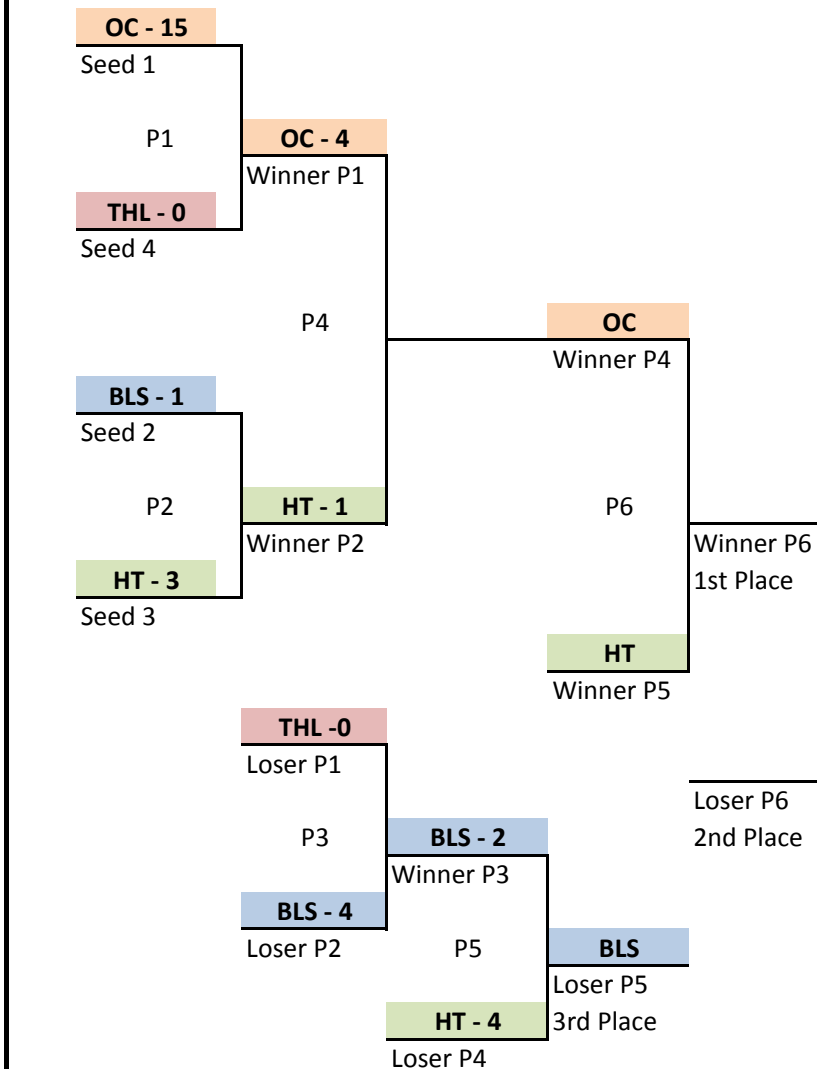 OC - 15
Seed 1
P1
OC - 4
Winner P1
THL - 0
Seed 4
P4
OC
Winner P4
BLS - 1
Seed 2
P2
HT - 1
P6
Winner P2
Winner P6
HT - 3
1st Place
Seed 3
HT
Winner P5
THL -0
Loser P1
Loser P6
P3
BLS - 2
2nd Place
Winner P3
BLS - 4
Loser P2
P5
BLS
Loser P5
HT - 4
3rd Place
Loser P4